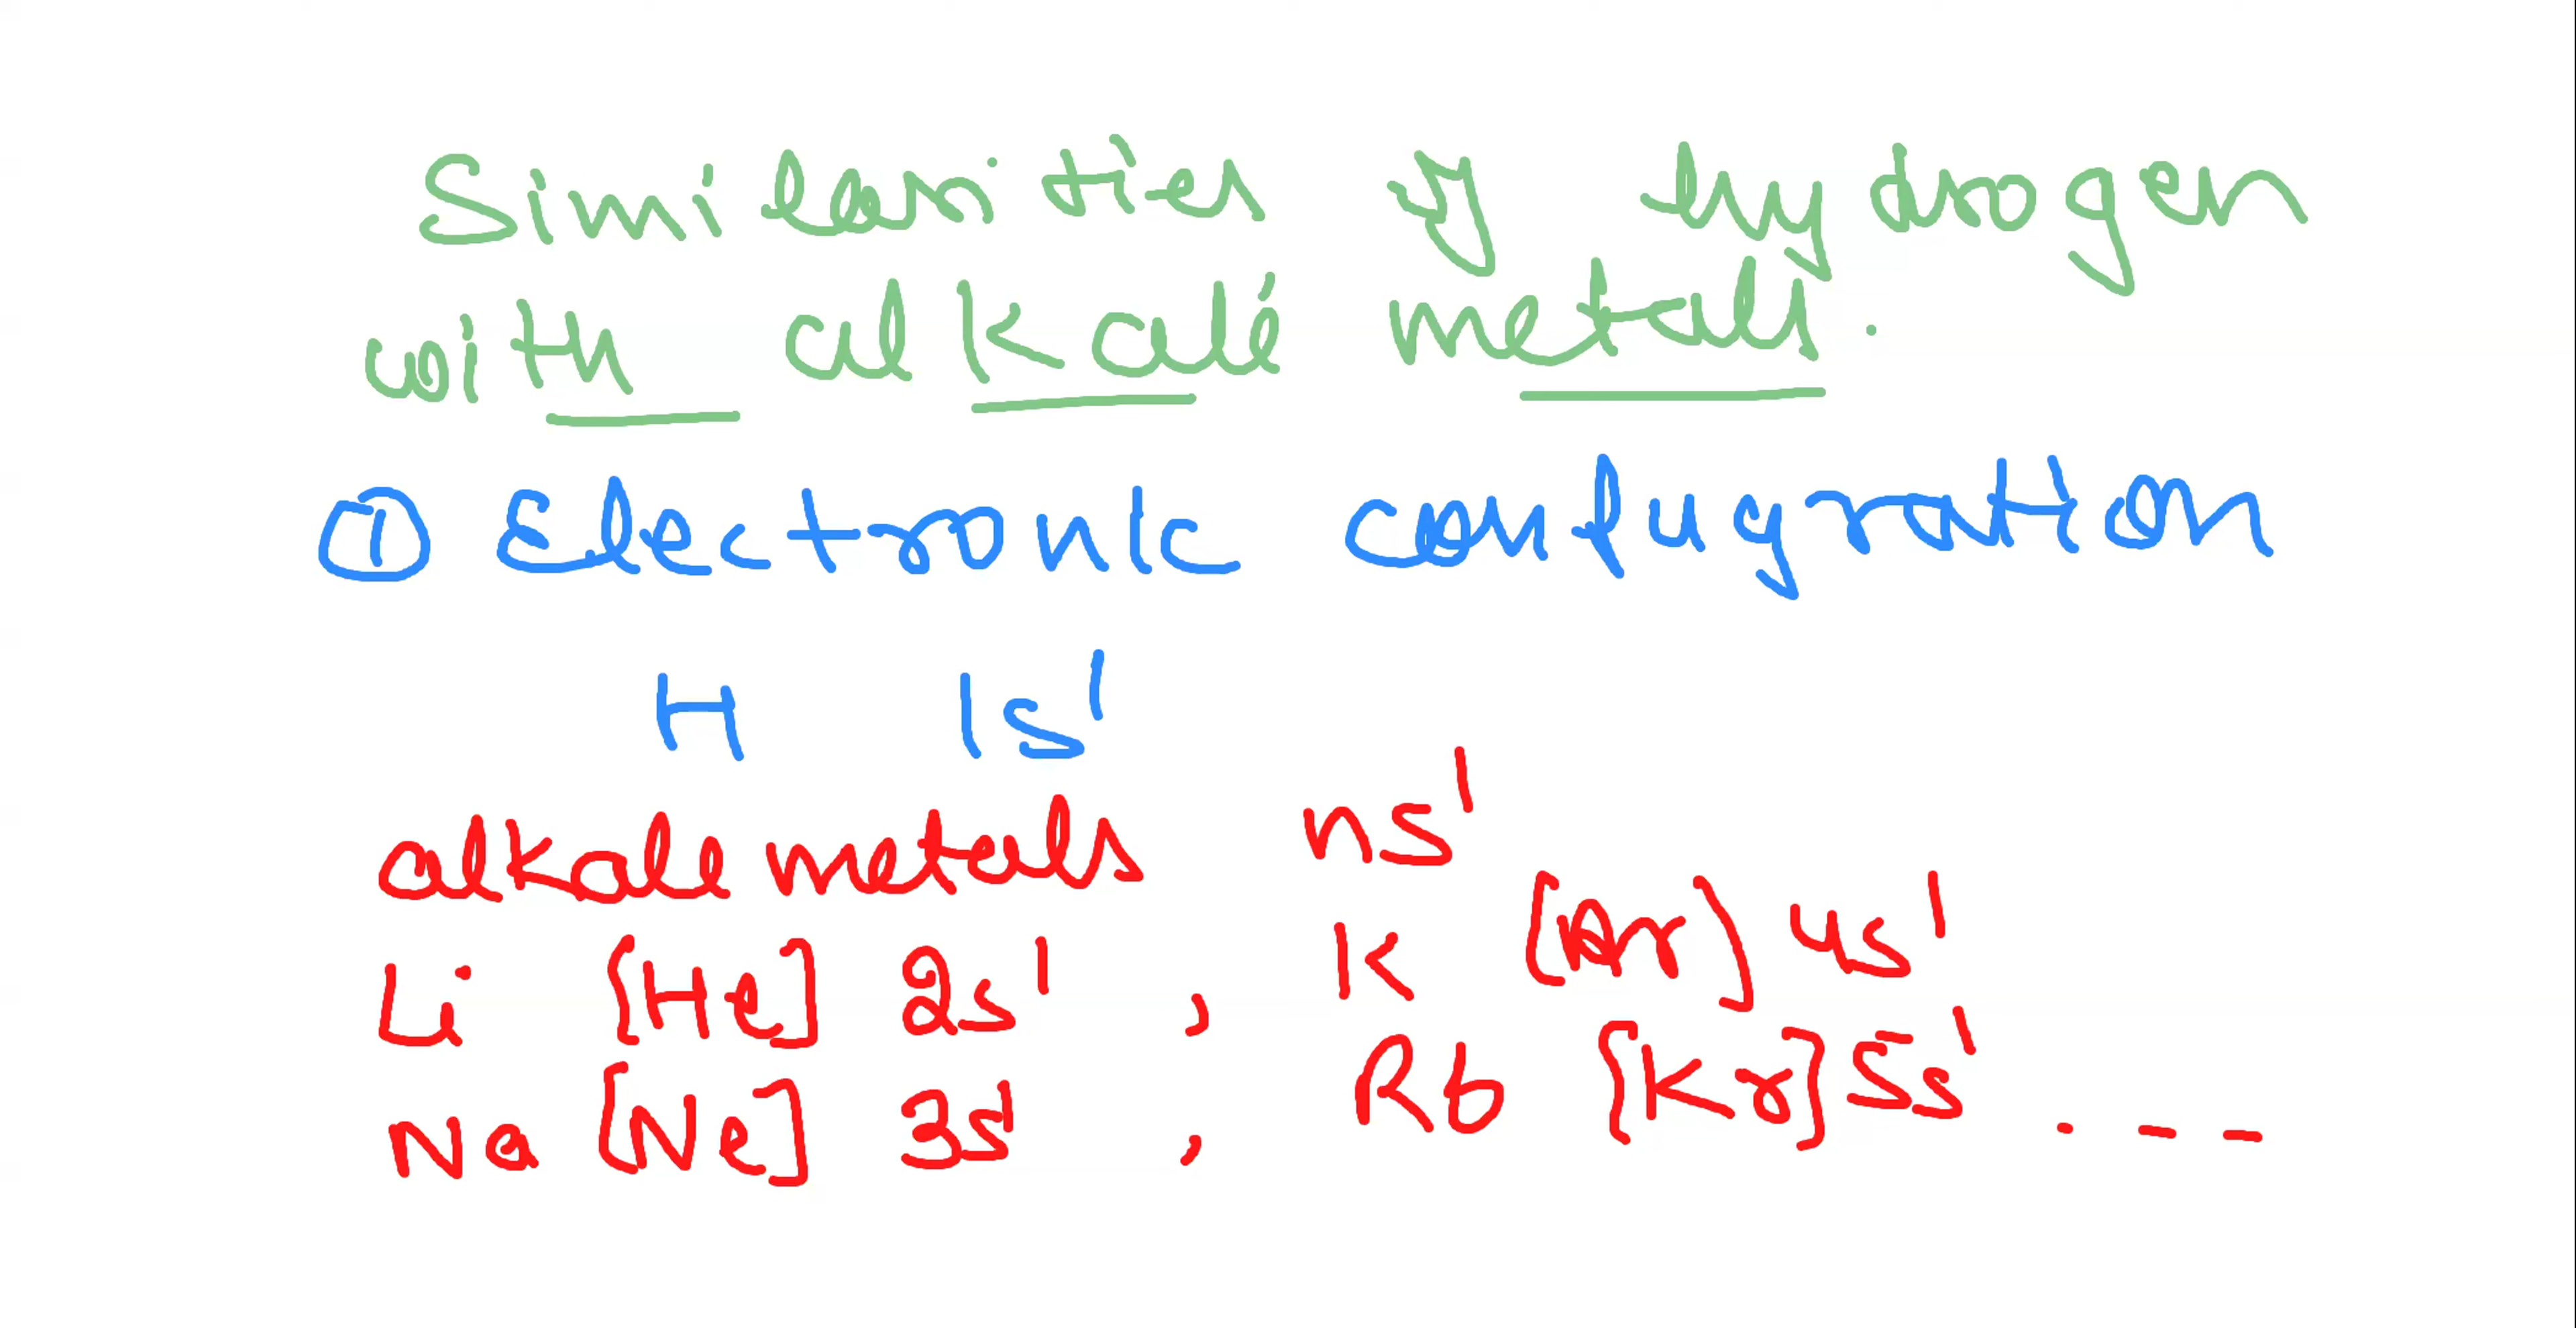 Similarities of hydrogen
with alkali metals.
① Electronic confugration
H 1s¹
alkali metals ns¹
Li [He] 2s¹ , K [Ar] 4s¹
Na [Ne] 3s¹ , Rb [Kr] 5s¹ . - -